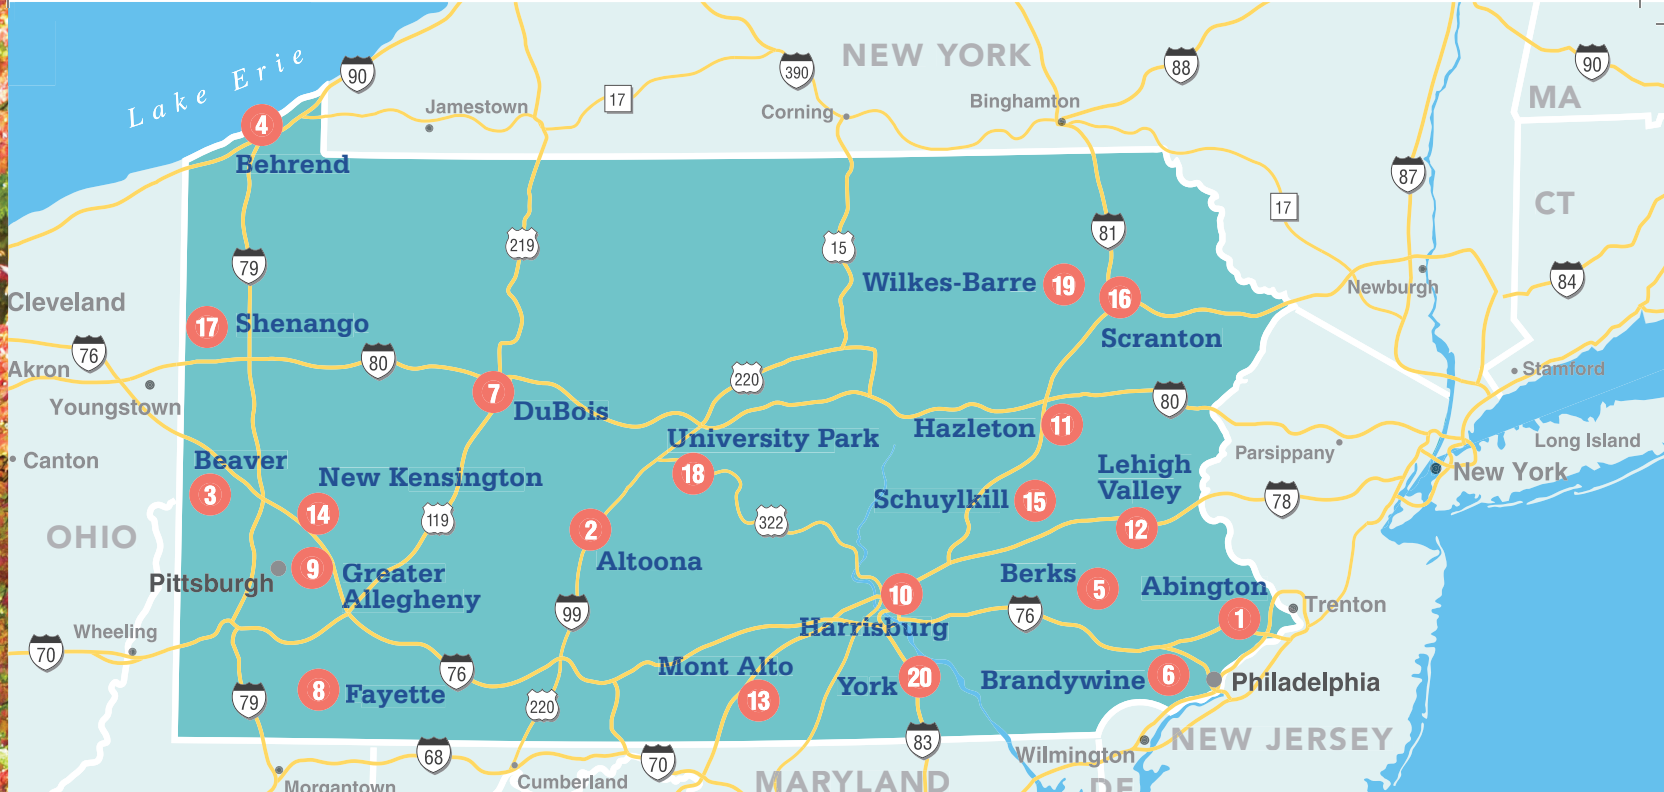 Lake Erie
90
NEW YORK
390
88
90
17
Jamestown
Corning
Binghamton
MA
4
Behrend
87
CT
17
81
219
15
79
Wilkes-Barre
19
16
Scranton
Newburgh
84
Cleveland
17
Shenango
76
80
Akron
Youngstown
220
Stamford
7
DuBois
80
Hazleton
11
University Park
18
Parsippany
Long Island
Canton
Beaver
3
New Kensington
14
Lehigh
Valley
12
New York
78
Schuylkill
15
OHIO
119
322
2
Altoona
Pittsburgh
9
Greater
Allegheny
10
Harrisburg
Berks
5
Abington
1
Trenton
99
76
Wheeling
70
76
Mont Alto
13
York
20
Brandywine
6
Philadelphia
8
Fayette
79
220
83
NEW JERSEY
Wilmington
68
70
Morgantown
Cumberland
MARYLAND
DE